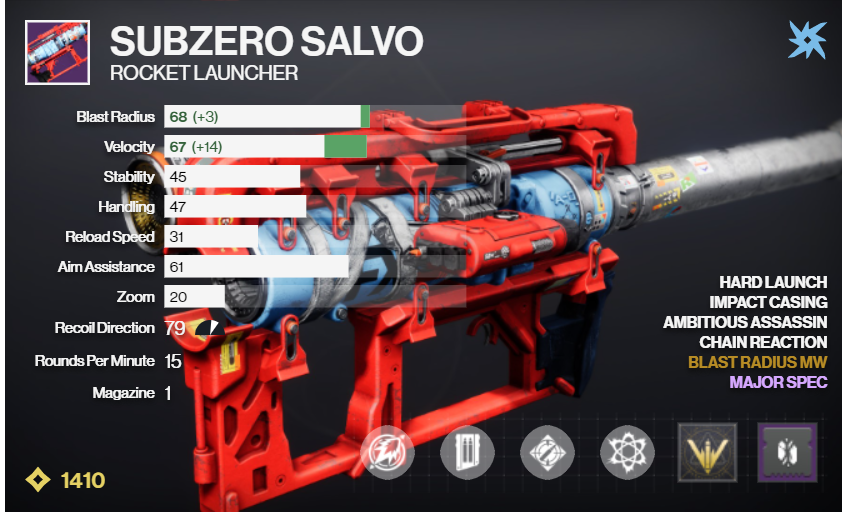 SUBZERO SALVO
ROCKET LAUNCHER
Blast Radius 68 (+3)
Velocity 67 (+14)
Stability 45
Handling 47
Reload Speed 31
Aim Assistance 61
Zoom 20
Recoil Direction 79
Rounds Per Minute 15
Magazine 1
HARD LAUNCH
IMPACT CASING
AMBITIOUS ASSASSIN
CHAIN REACTION
BLAST RADIUS MW
MAJOR SPEC
1410